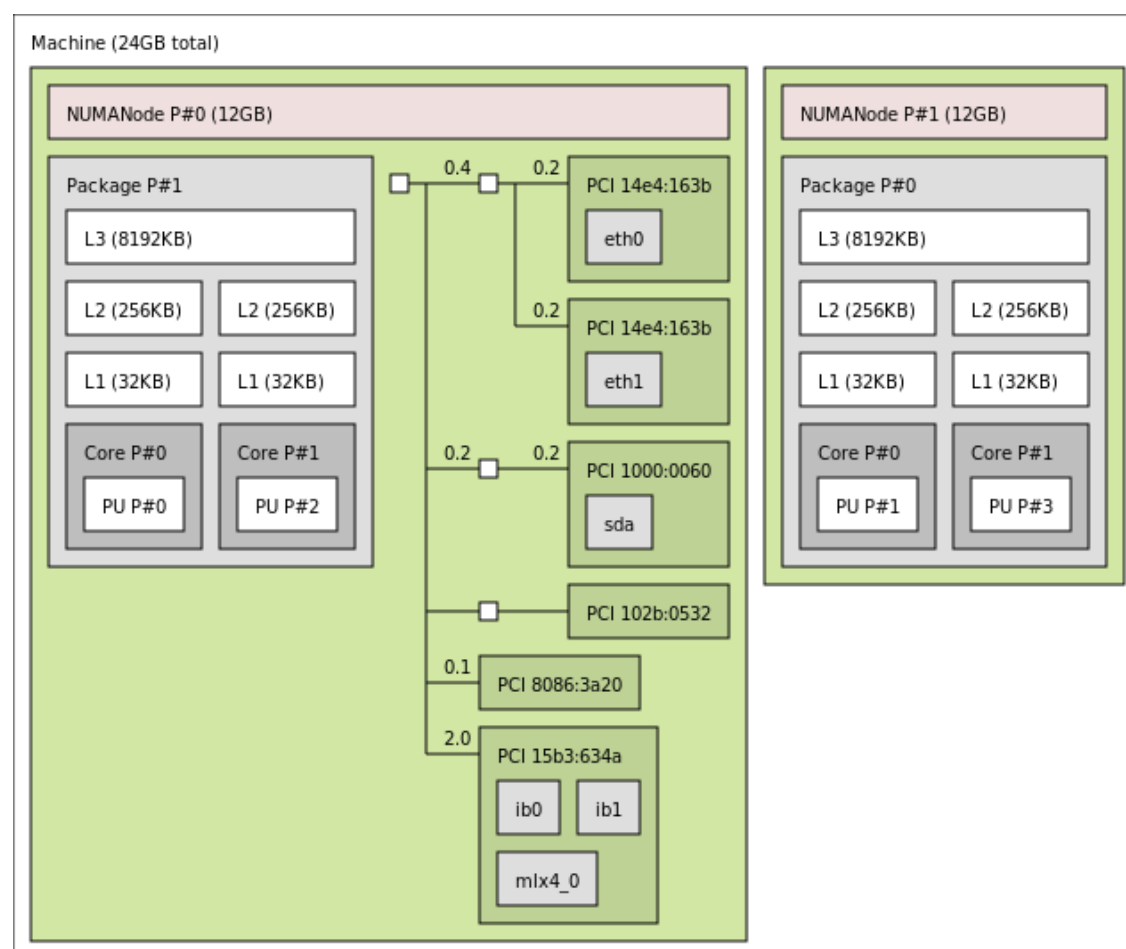 Machine (24GB total)
NUMANode P#0 (12GB)
Package P#1
L3 (8192KB)
L2 (256KB)
L2 (256KB)
L1 (32KB)
L1 (32KB)
Core P#0
PU P#0
Core P#1
PU P#2
0.4
0.2
PCI 14e4:163b
eth0
0.2
PCI 14e4:163b
eth1
0.2
0.2
PCI 1000:0060
sda
PCI 102b:0532
0.1
PCI 8086:3a20
2.0
PCI 15b3:634a
ib0
ib1
mlx4_0
NUMANode P#1 (12GB)
Package P#0
L3 (8192KB)
L2 (256KB)
L2 (256KB)
L1 (32KB)
L1 (32KB)
Core P#0
PU P#1
Core P#1
PU P#3